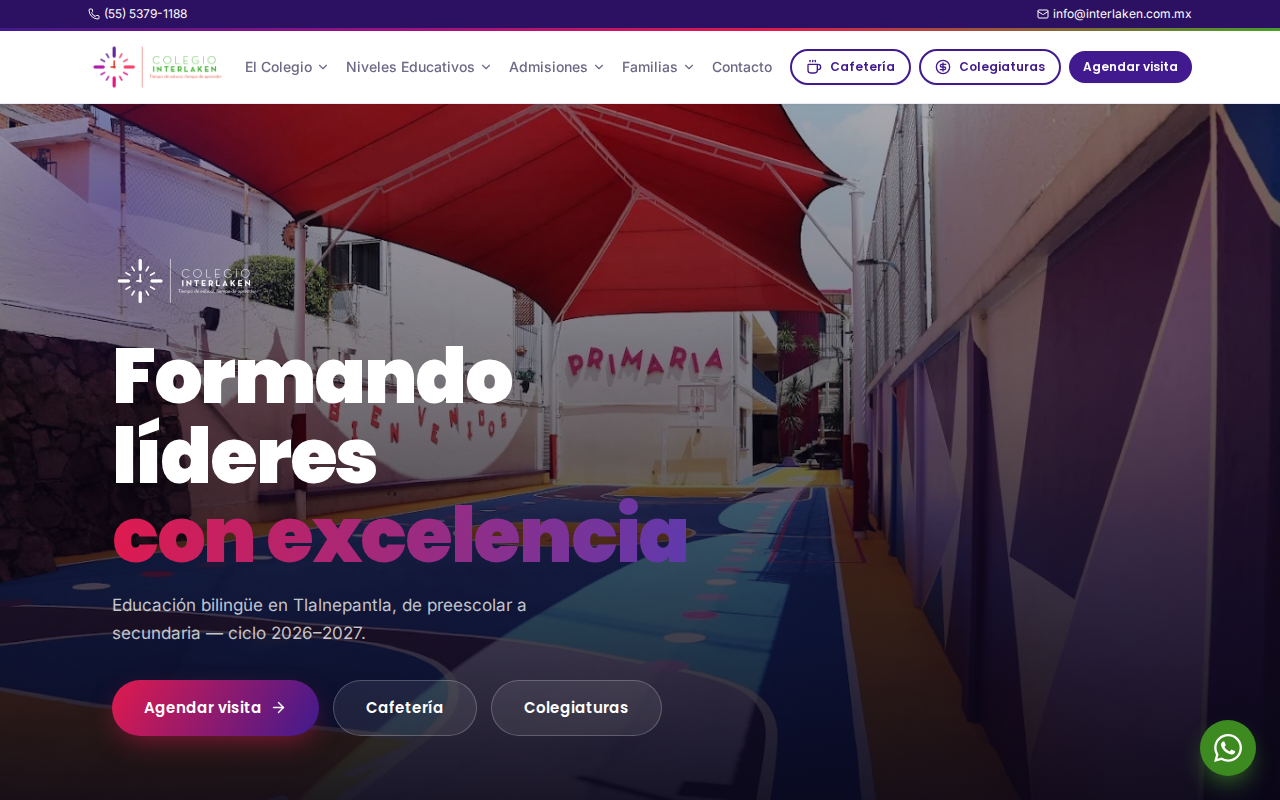 (55) 5379-1188
info@interlaken.com.mx
COLEGIO
INTERLAKEN
El Colegio
Niveles Educativos
Admisiones
Familias
Contacto
Cafetería
Colegiaturas
Agendar visita
COLEGIO
INTERLAKEN
PRIMARIA
BIENVENIDOS
Formando
líderes
con excelencia
Educación bilingüe en Tlalnepantla, de preescolar a
secundaria — ciclo 2026–2027.
Agendar visita
Cafetería
Colegiaturas